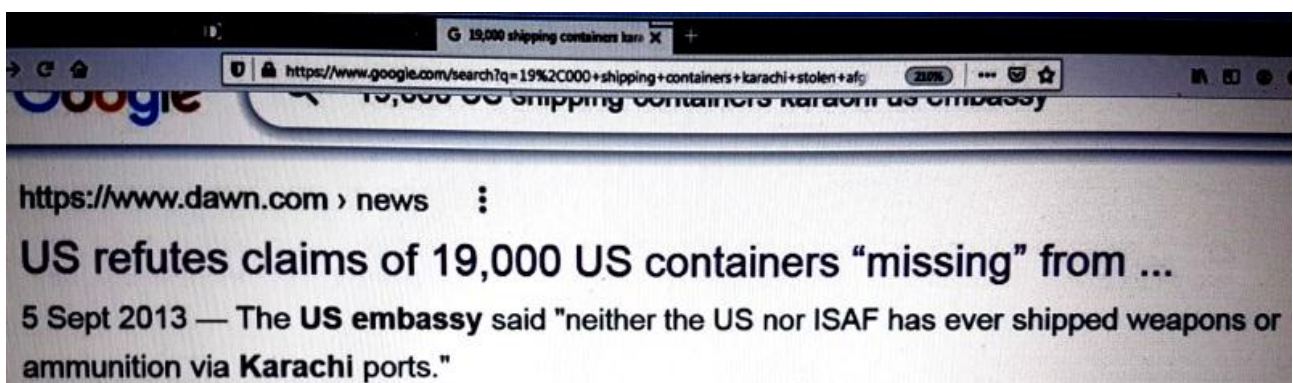 G 19,000 shipping containers kara
https://www.google.com/search?q=19%2C000+shipping+containers+karachi+stolen+afg 210%
Google 19,000 US shipping containers karachi us embassy
https://www.dawn.com › news
US refutes claims of 19,000 US containers “missing” from ...
5 Sept 2013 — The US embassy said "neither the US nor ISAF has ever shipped weapons or
ammunition via Karachi ports."